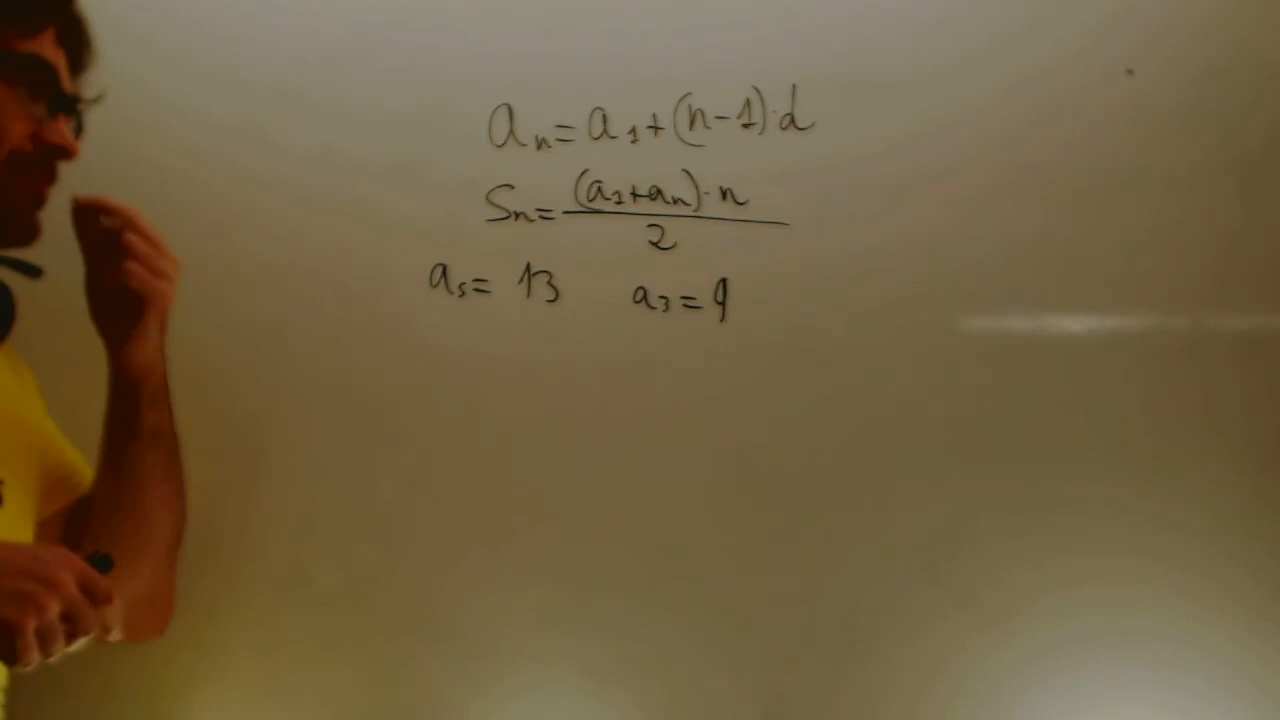 aₙ = a₁ + (n-1)·d
Sₙ = (a₁+aₙ)·n / 2
a₅ = 13 a₃ = 9